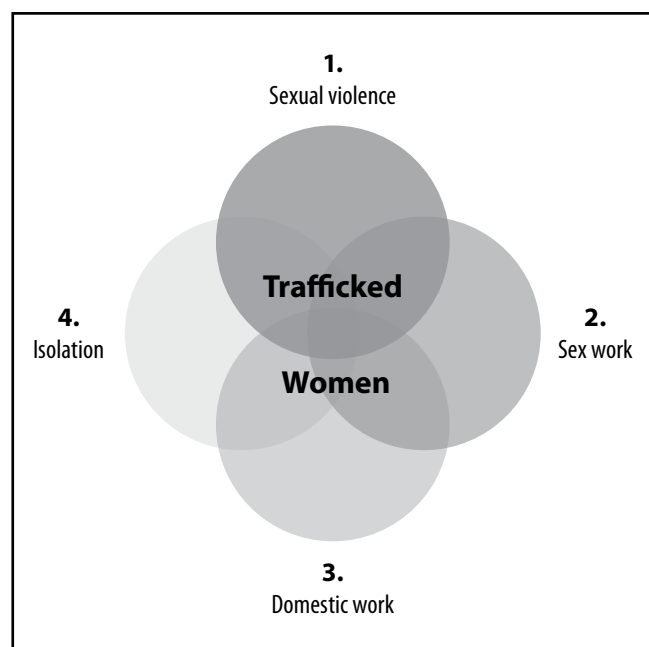 1.
Sexual violence
Trafficked
Women
2.
Sex work
3.
Domestic work
4.
Isolation